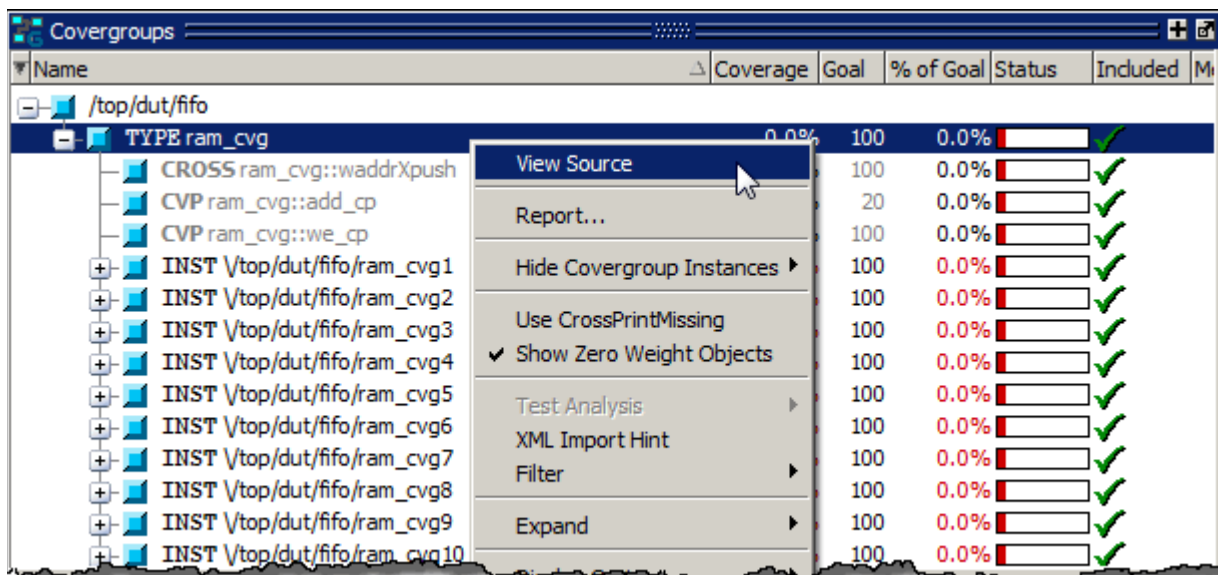 Covergroups
Name Coverage Goal % of Goal Status Included
/top/dut/fifo
TYPE ram_cvg 0.0% 100 0.0%
CROSS ram_cvg::waddrXpush 100 0.0%
CVP ram_cvg::add_cp 20 0.0%
CVP ram_cvg::we_cp 100 0.0%
INST \/top/dut/fifo/ram_cvg1 100 0.0%
INST \/top/dut/fifo/ram_cvg2 100 0.0%
INST \/top/dut/fifo/ram_cvg3 100 0.0%
INST \/top/dut/fifo/ram_cvg4 100 0.0%
INST \/top/dut/fifo/ram_cvg5 100 0.0%
INST \/top/dut/fifo/ram_cvg6 100 0.0%
INST \/top/dut/fifo/ram_cvg7 100 0.0%
INST \/top/dut/fifo/ram_cvg8 100 0.0%
INST \/top/dut/fifo/ram_cvg9 100 0.0%
INST \/top/dut/fifo/ram_cvg10 100 0.0%
View Source
Report...
Hide Covergroup Instances
Use CrossPrintMissing
Show Zero Weight Objects
Test Analysis
XML Import Hint
Filter
Expand